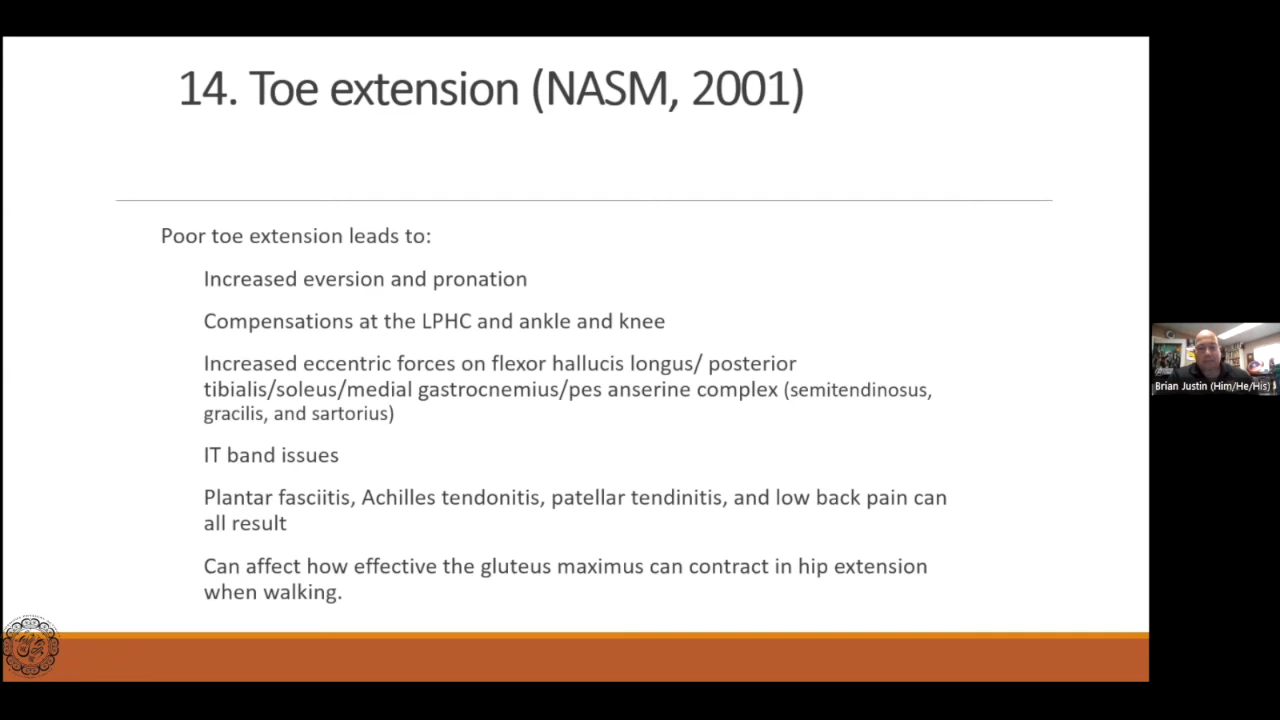 14. Toe extension (NASM, 2001)
Poor toe extension leads to:
Increased eversion and pronation
Compensations at the LPHC and ankle and knee
Increased eccentric forces on flexor hallucis longus/ posterior
tibialis/soleus/medial gastrocnemius/pes anserine complex (semitendinosus,
gracilis, and sartorius)
IT band issues
Plantar fasciitis, Achilles tendonitis, patellar tendinitis, and low back pain can
all result
Can affect how effective the gluteus maximus can contract in hip extension
when walking.
Brian Justin (Him/He/His)